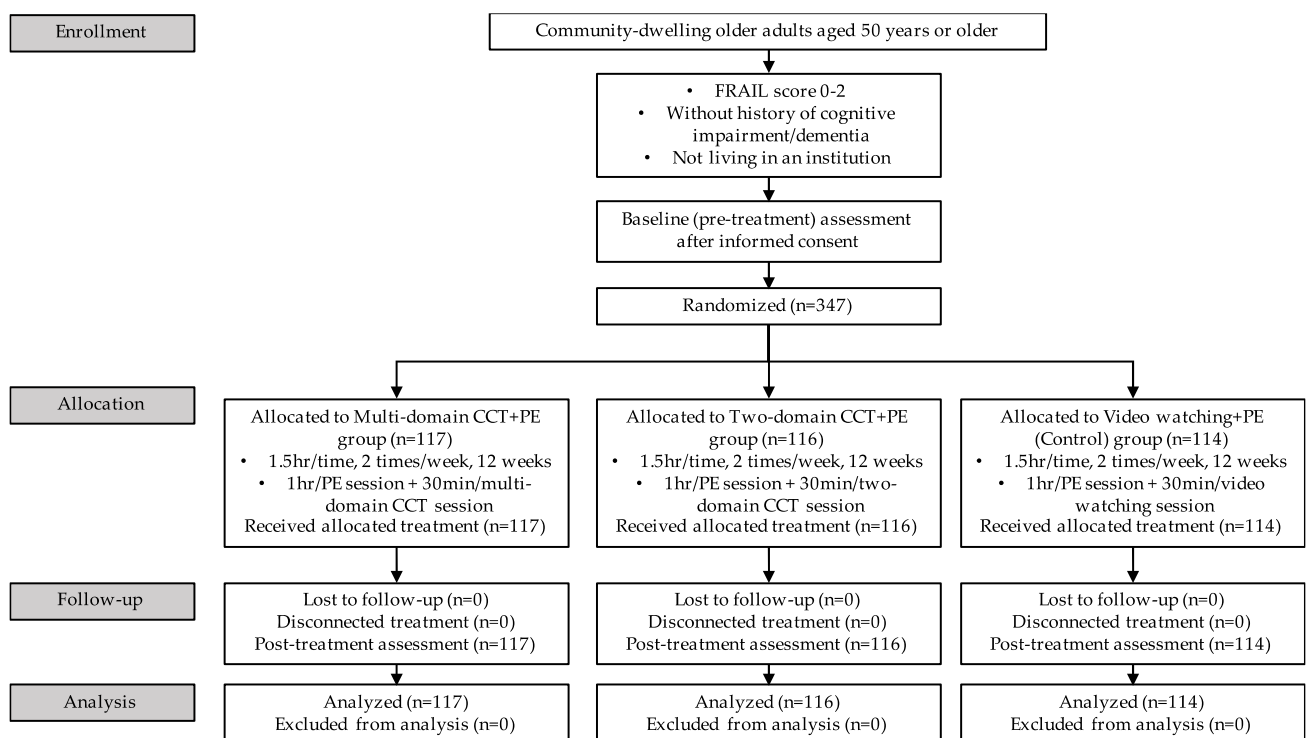 Enrollment
Community-dwelling older adults aged 50 years or older
• FRAIL score 0-2
• Without history of cognitive
impairment/dementia
• Not living in an institution
Baseline (pre-treatment) assessment
after informed consent
Randomized (n=347)
Allocation
Allocated to Multi-domain CCT+PE
group (n=117)
• 1.5hr/time, 2 times/week, 12 weeks
• 1hr/PE session + 30min/multi-
domain CCT session
Received allocated treatment (n=117)
Allocated to Two-domain CCT+PE
group (n=116)
• 1.5hr/time, 2 times/week, 12 weeks
• 1hr/PE session + 30min/two-
domain CCT session
Received allocated treatment (n=116)
Allocated to Video watching+PE
(Control) group (n=114)
• 1.5hr/time, 2 times/week, 12 weeks
• 1hr/PE session + 30min/video
watching session
Received allocated treatment (n=114)
Follow-up
Lost to follow-up (n=0)
Disconnected treatment (n=0)
Post-treatment assessment (n=117)
Lost to follow-up (n=0)
Disconnected treatment (n=0)
Post-treatment assessment (n=116)
Lost to follow-up (n=0)
Disconnected treatment (n=0)
Post-treatment assessment (n=114)
Analysis
Analyzed (n=117)
Excluded from analysis (n=0)
Analyzed (n=116)
Excluded from analysis (n=0)
Analyzed (n=114)
Excluded from analysis (n=0)